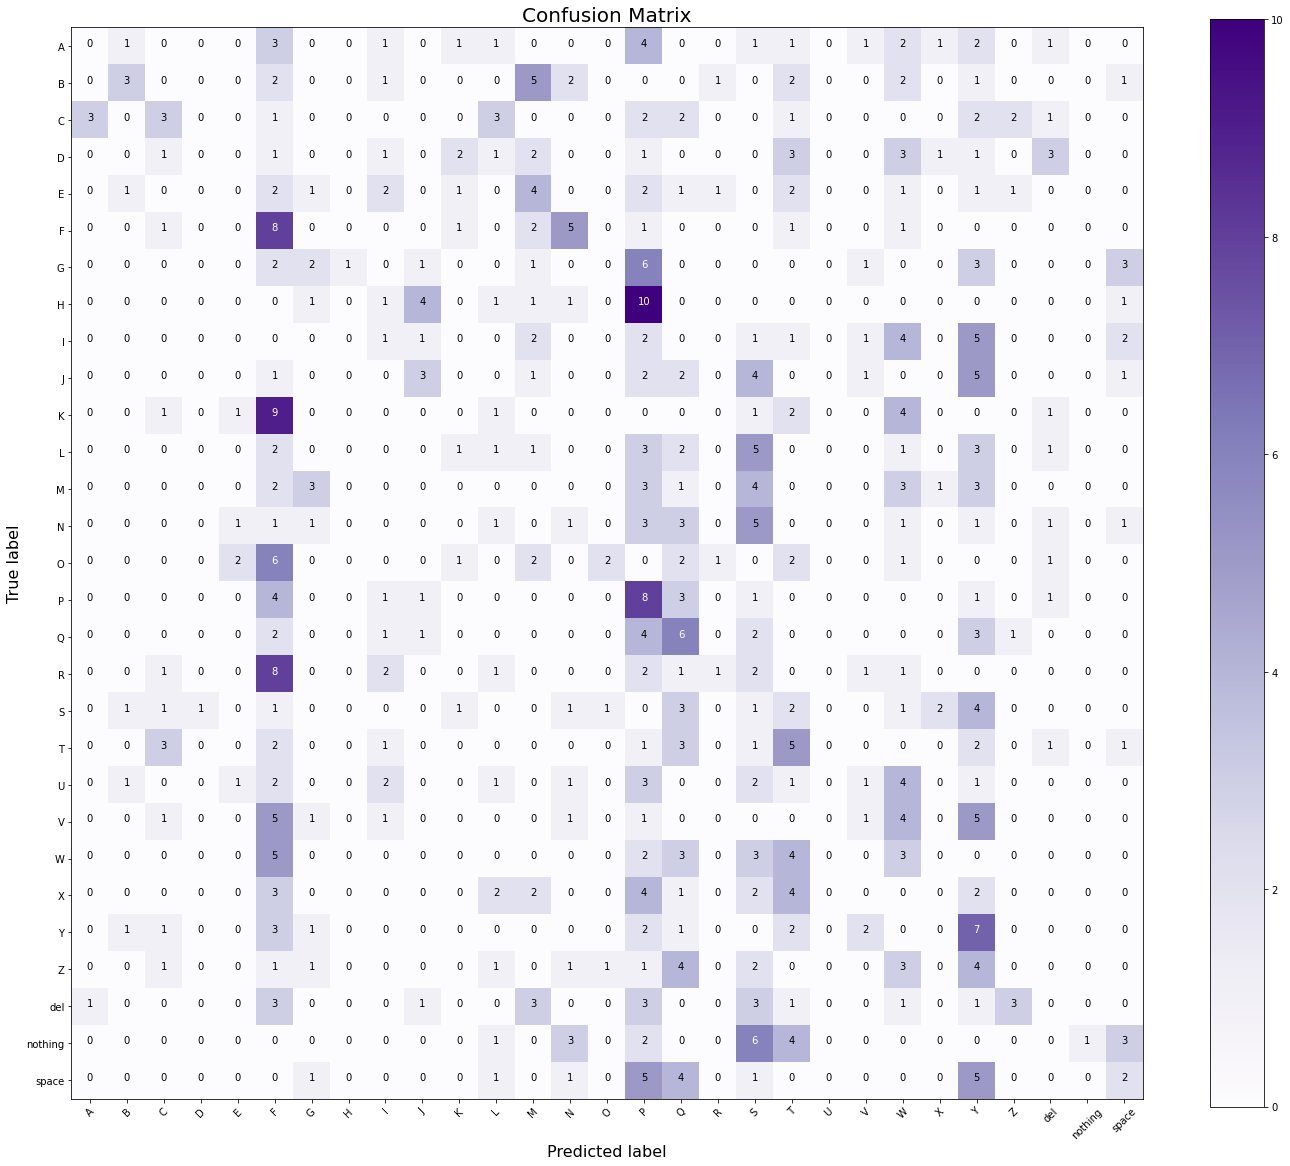 Confusion Matrix
10
A 0 1 0 0 0 3 0 0 1 0 1 1 0 0 0 4 0 0 1 1 0 1 2 1 2 0 1 0 0
B 0 3 0 0 0 2 0 0 1 0 0 0 5 2 0 0 0 1 0 2 0 0 2 0 1 0 0 0 1
C 3 0 3 0 0 1 0 0 0 0 0 3 0 0 0 2 2 0 0 1 0 0 0 0 2 2 1 0 0
D 0 0 1 0 0 1 0 0 1 0 2 1 2 0 0 1 0 0 0 3 0 0 3 1 1 0 3 0 0
E 0 1 0 0 0 2 1 0 2 0 1 0 4 0 0 2 1 1 0 2 0 0 1 0 1 1 0 0 0
F 0 0 1 0 0 8 0 0 0 0 1 0 2 5 0 1 0 0 0 1 0 0 1 0 0 0 0 0 0
8
G 0 0 0 0 0 2 2 1 0 1 0 0 1 0 0 6 0 0 0 0 0 1 0 0 3 0 0 0 3
H 0 0 0 0 0 0 1 0 1 4 0 1 1 1 0 10 0 0 0 0 0 0 0 0 0 0 0 0 1
I 0 0 0 0 0 0 0 0 1 1 0 0 2 0 0 2 0 0 1 1 0 1 4 0 5 0 0 0 2
J 0 0 0 0 0 1 0 0 0 3 0 0 1 0 0 2 2 0 4 0 0 1 0 0 5 0 0 0 1
K 0 0 1 0 1 9 0 0 0 0 0 1 0 0 0 0 0 0 1 2 0 0 4 0 0 0 1 0 0
L 0 0 0 0 0 2 0 0 0 0 1 1 1 0 0 3 2 0 5 0 0 0 1 0 3 0 1 0 0
6
M 0 0 0 0 0 2 3 0 0 0 0 0 0 0 0 3 1 0 4 0 0 0 3 1 3 0 0 0 0
N 0 0 0 0 1 1 1 0 0 0 0 1 0 1 0 3 3 0 5 0 0 0 1 0 1 0 1 0 1
O 0 0 0 0 2 6 0 0 0 0 1 0 2 0 2 0 2 1 0 2 0 0 1 0 0 0 1 0 0
True label
P 0 0 0 0 0 4 0 0 1 1 0 0 0 0 0 8 3 0 1 0 0 0 0 0 1 0 1 0 0
Q 0 0 0 0 0 2 0 0 1 1 0 0 0 0 0 4 6 0 2 0 0 0 0 0 3 1 0 0 0
R 0 0 1 0 0 8 0 0 2 0 0 1 0 0 0 2 1 1 2 0 0 1 1 0 0 0 0 0 0
4
S 0 1 1 1 0 1 0 0 0 0 1 0 0 1 1 0 3 0 1 2 0 0 1 2 4 0 0 0 0
T 0 0 3 0 0 2 0 0 1 0 0 0 0 0 0 1 3 0 1 5 0 0 0 0 2 0 1 0 1
U 0 1 0 0 1 2 0 0 2 0 0 1 0 1 0 3 0 0 2 1 0 1 4 0 1 0 0 0 0
V 0 0 1 0 0 5 1 0 1 0 0 0 0 1 0 1 0 0 0 0 0 1 4 0 5 0 0 0 0
W 0 0 0 0 0 5 0 0 0 0 0 0 0 0 0 2 3 0 3 4 0 0 3 0 0 0 0 0 0
X 0 0 0 0 0 3 0 0 0 0 0 2 2 0 0 4 1 0 2 4 0 0 0 0 2 0 0 0 0
2
Y 0 1 1 0 0 3 1 0 0 0 0 0 0 0 0 2 1 0 0 2 0 2 0 0 7 0 0 0 0
Z 0 0 1 0 0 1 1 0 0 0 0 1 0 1 1 1 4 0 2 0 0 0 3 0 4 0 0 0 0
del 1 0 0 0 0 3 0 0 0 1 0 0 3 0 0 3 0 0 3 1 0 0 1 0 1 3 0 0 0
nothing 0 0 0 0 0 0 0 0 0 0 0 1 0 3 0 2 0 0 6 4 0 0 0 0 0 0 0 1 3
space 0 0 0 0 0 0 1 0 0 0 0 1 0 1 0 5 4 0 1 0 0 0 0 0 5 0 0 0 2
0
A B C D E F G H I J K L M N O P Q R S T U V W X Y Z del nothing space
Predicted label